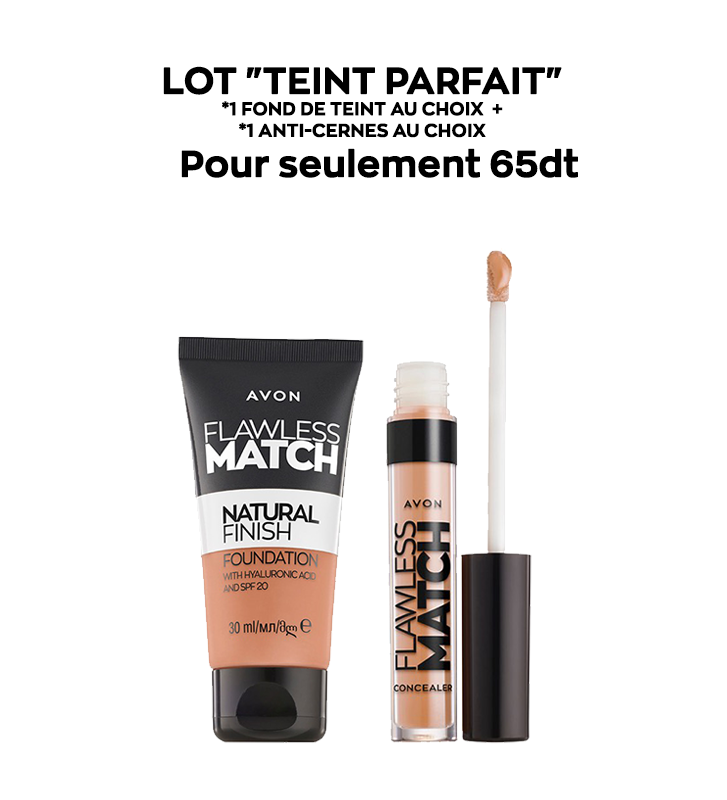 LOT "TEINT PARFAIT"
*1 FOND DE TEINT AU CHOIX +
*1 ANTI-CERNES AU CHOIX
Pour seulement 65dt
AVON
FLAWLESS
MATCH
NATURAL
FINISH
FOUNDATION
WITH HYALURONIC ACID
AND SPF 20
30 ml/мл/მლ ℮
AVON
FLAWLESS
MATCH
CONCEALER